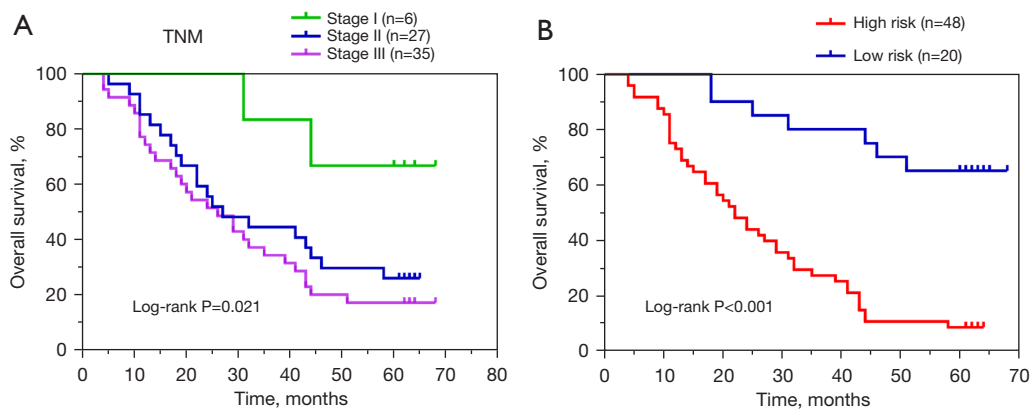 A
TNM
Stage I (n=6)
Stage II (n=27)
Stage III (n=35)
Overall survival, %
100
80
60
40
20
0
Log-rank P=0.021
0 10 20 30 40 50 60 70 80
Time, months
B
High risk (n=48)
Low risk (n=20)
Overall survival, %
100
80
60
40
20
0
Log-rank P<0.001
0 10 20 30 40 50 60 70
Time, months